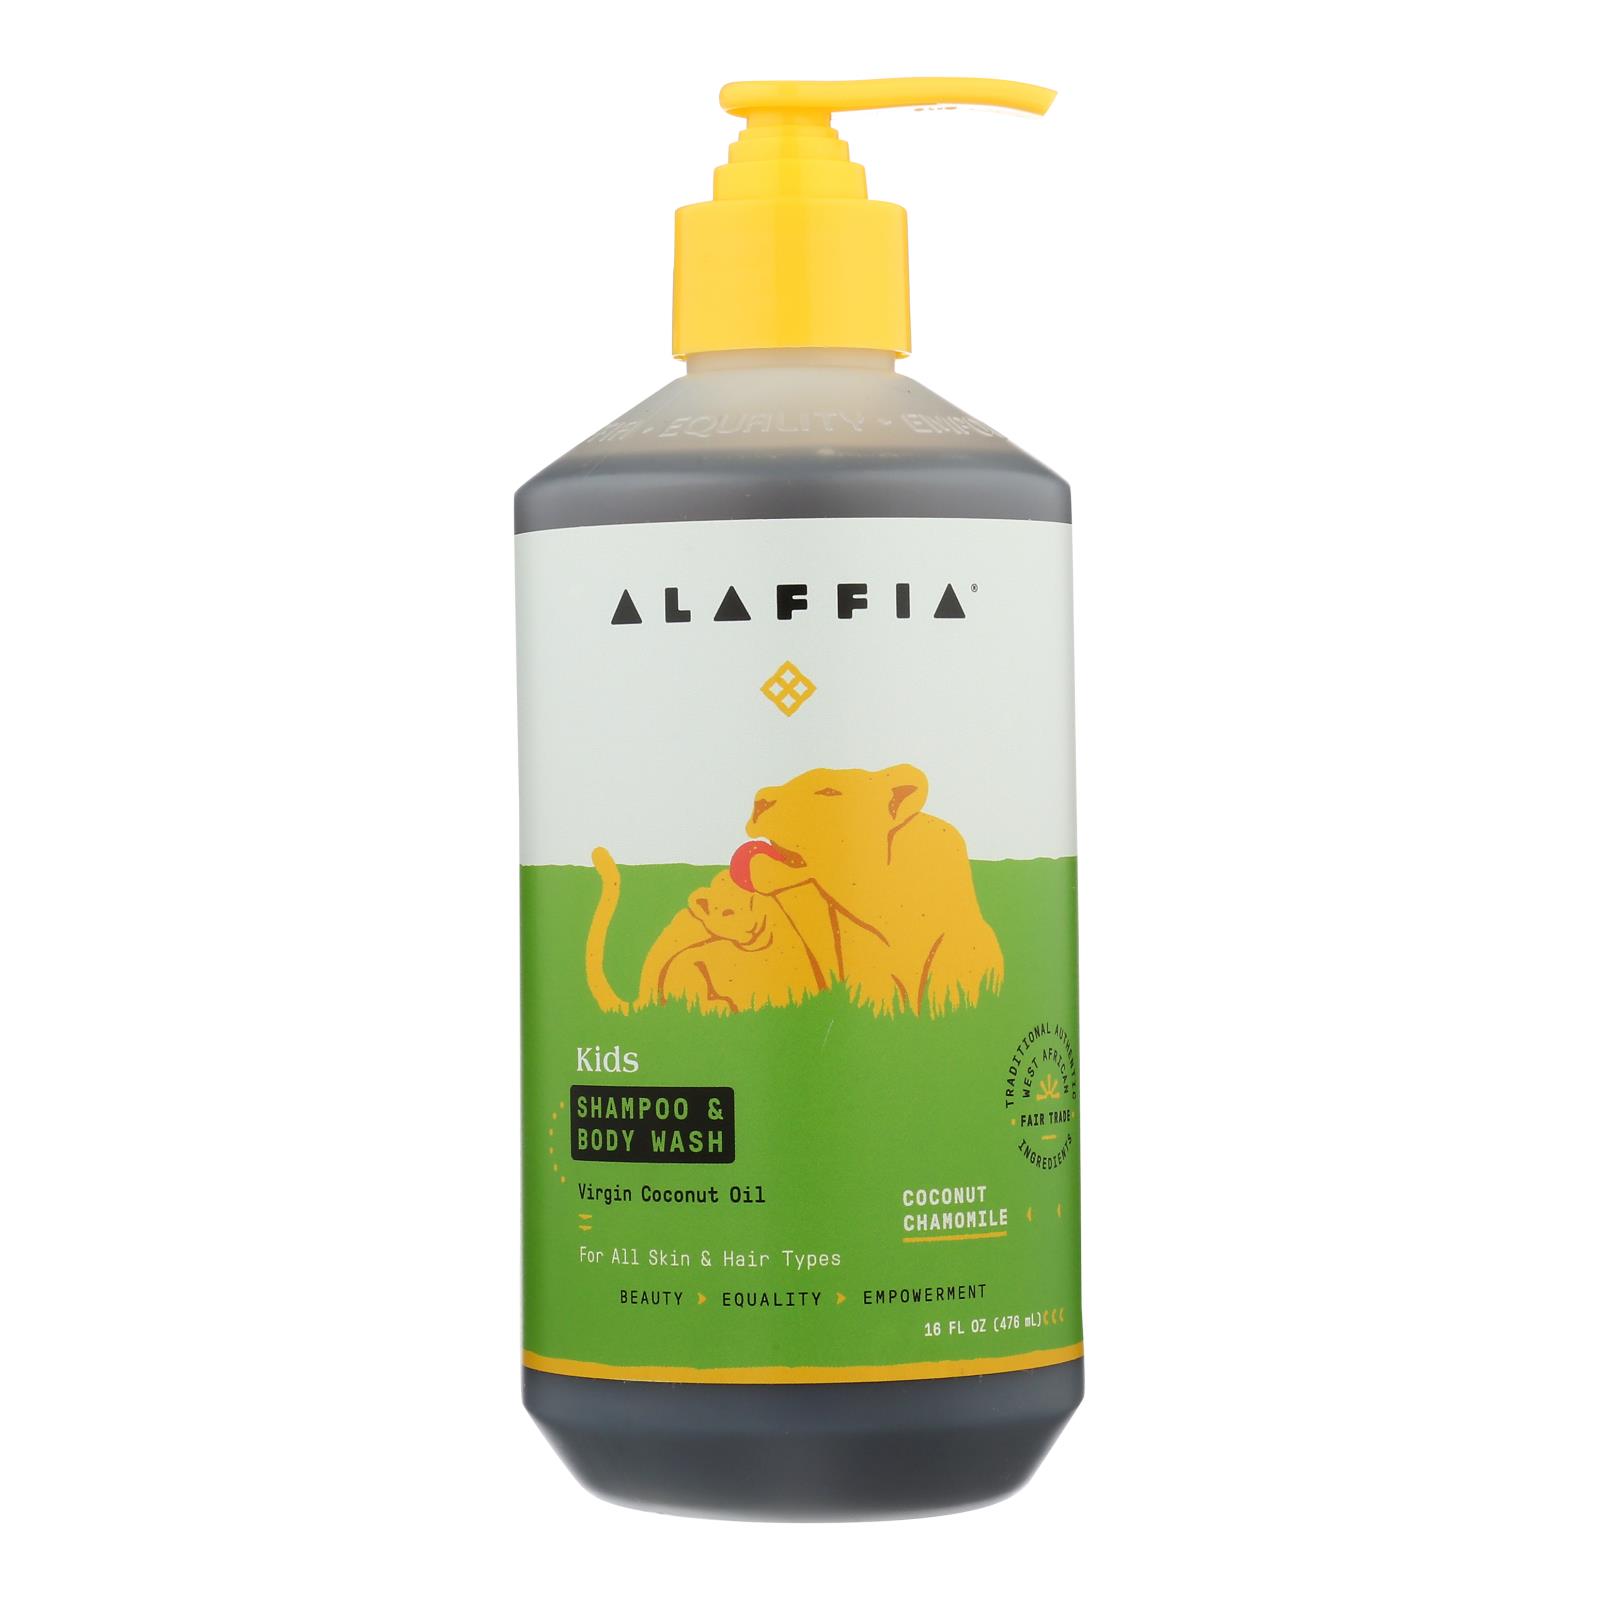 EQUALITY
ALAFFIA®
Kids
SHAMPOO &
BODY WASH
Virgin Coconut Oil
For All Skin & Hair Types
TRADITIONAL AUTHENTIC
WEST AFRICAN
FAIR TRADE
INGREDIENTS
COCONUT
CHAMOMILE
BEAUTY > EQUALITY > EMPOWERMENT
16 FL OZ (476 mL)